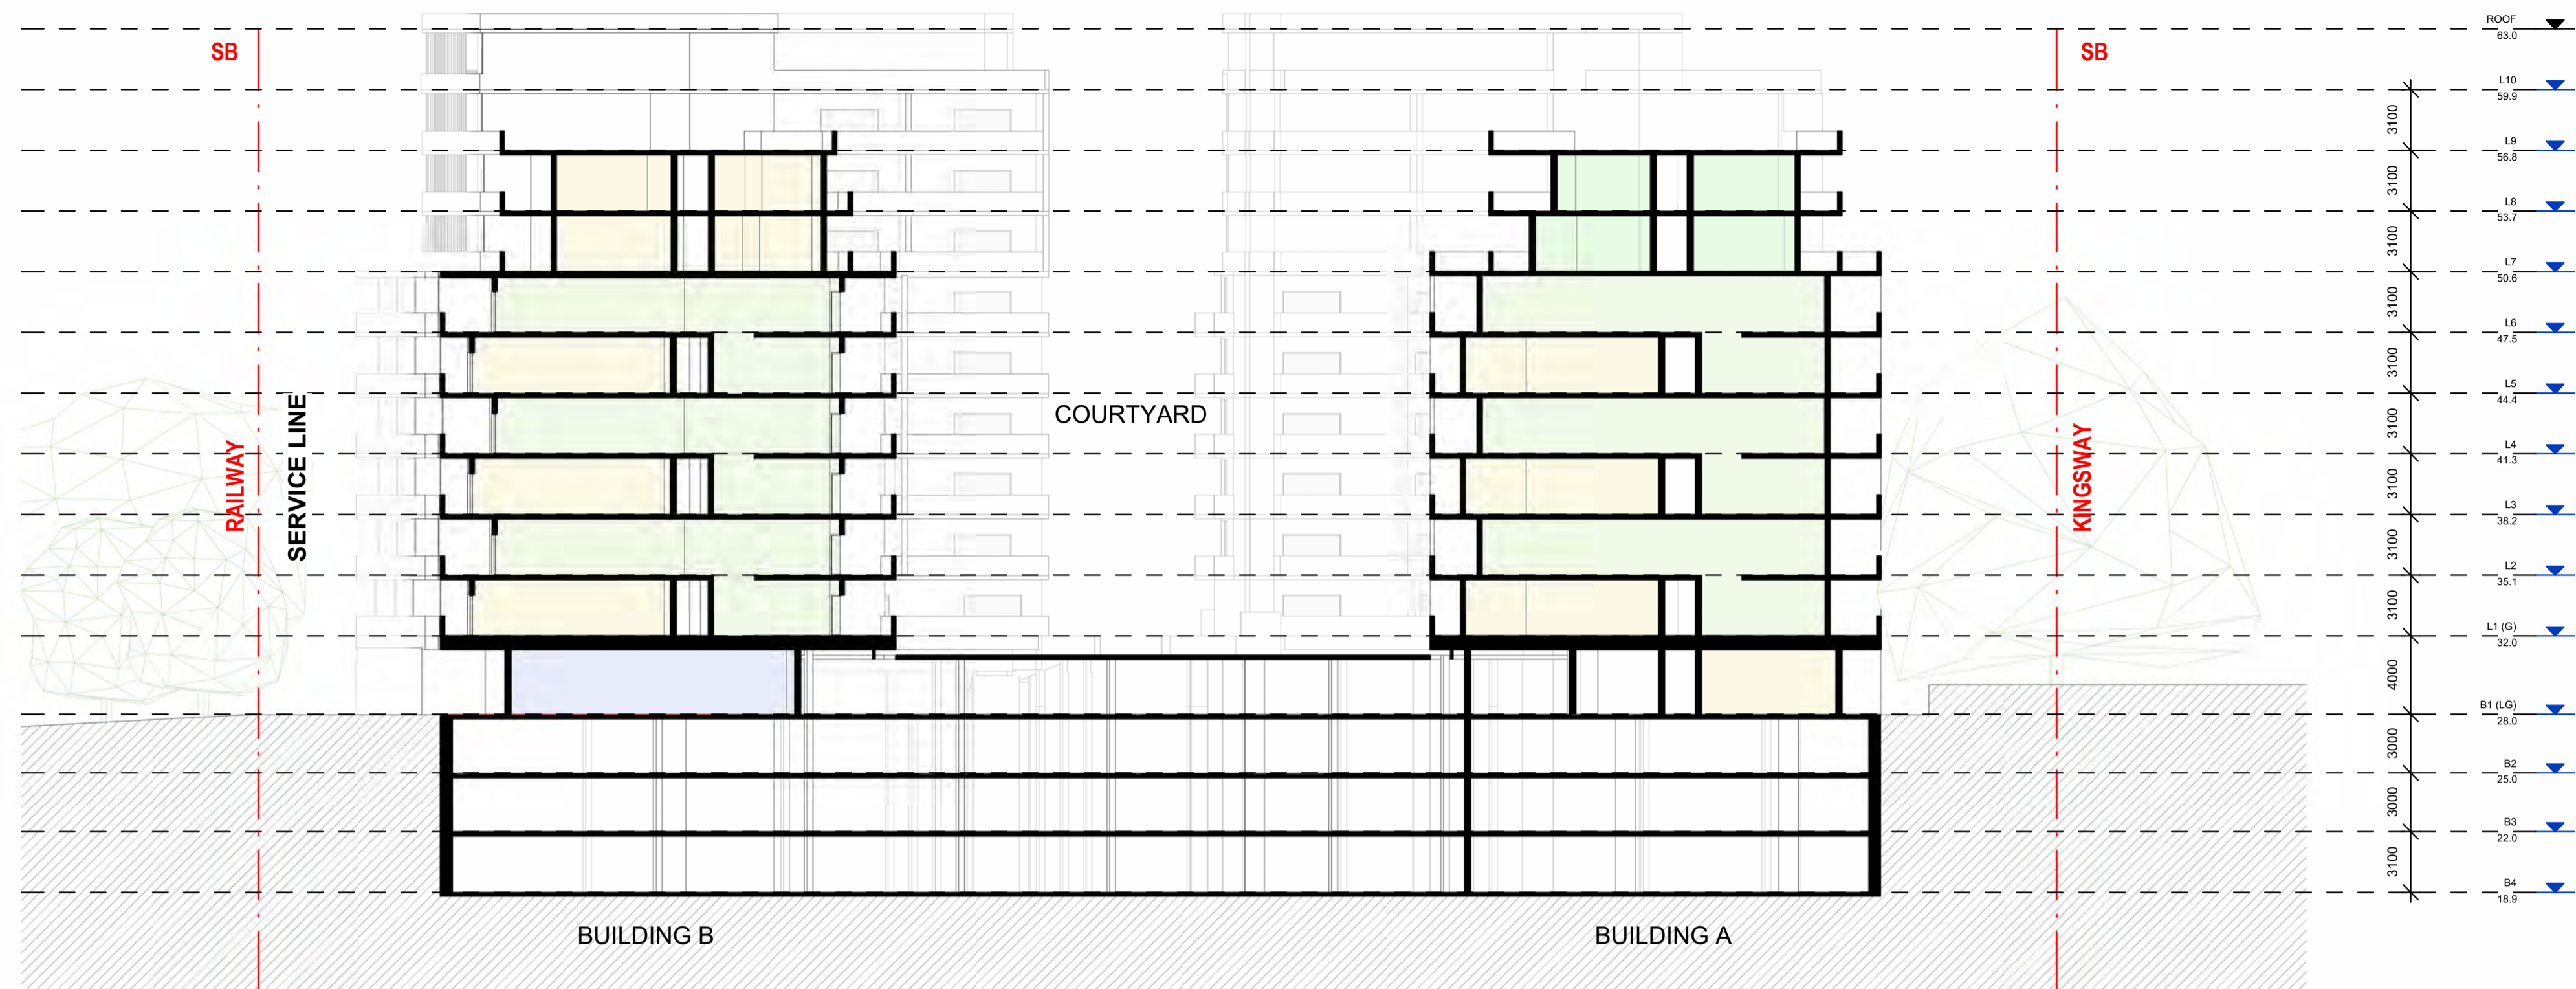 ROOF
63.0
SB
SB
L10
59.9
3100
L9
56.8
3100
L8
53.7
3100
L7
50.6
3100
L6
47.5
3100
L5
44.4
3100
L4
41.3
3100
L3
38.2
3100
L2
35.1
3100
L1 (G)
32.0
4000
B1 (LG)
28.0
3000
B2
25.0
3000
B3
22.0
3100
B4
18.9
RAILWAY
SERVICE LINE
COURTYARD
KINGSWAY
BUILDING B
BUILDING A